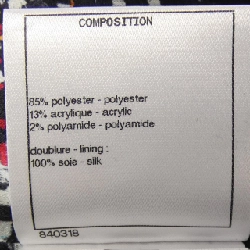 COMPOSITION
85% polyester - polyester
13% acrylique - acrylic
2% polyamide - polyamide
doublure - lining :
100% soie - silk
840318